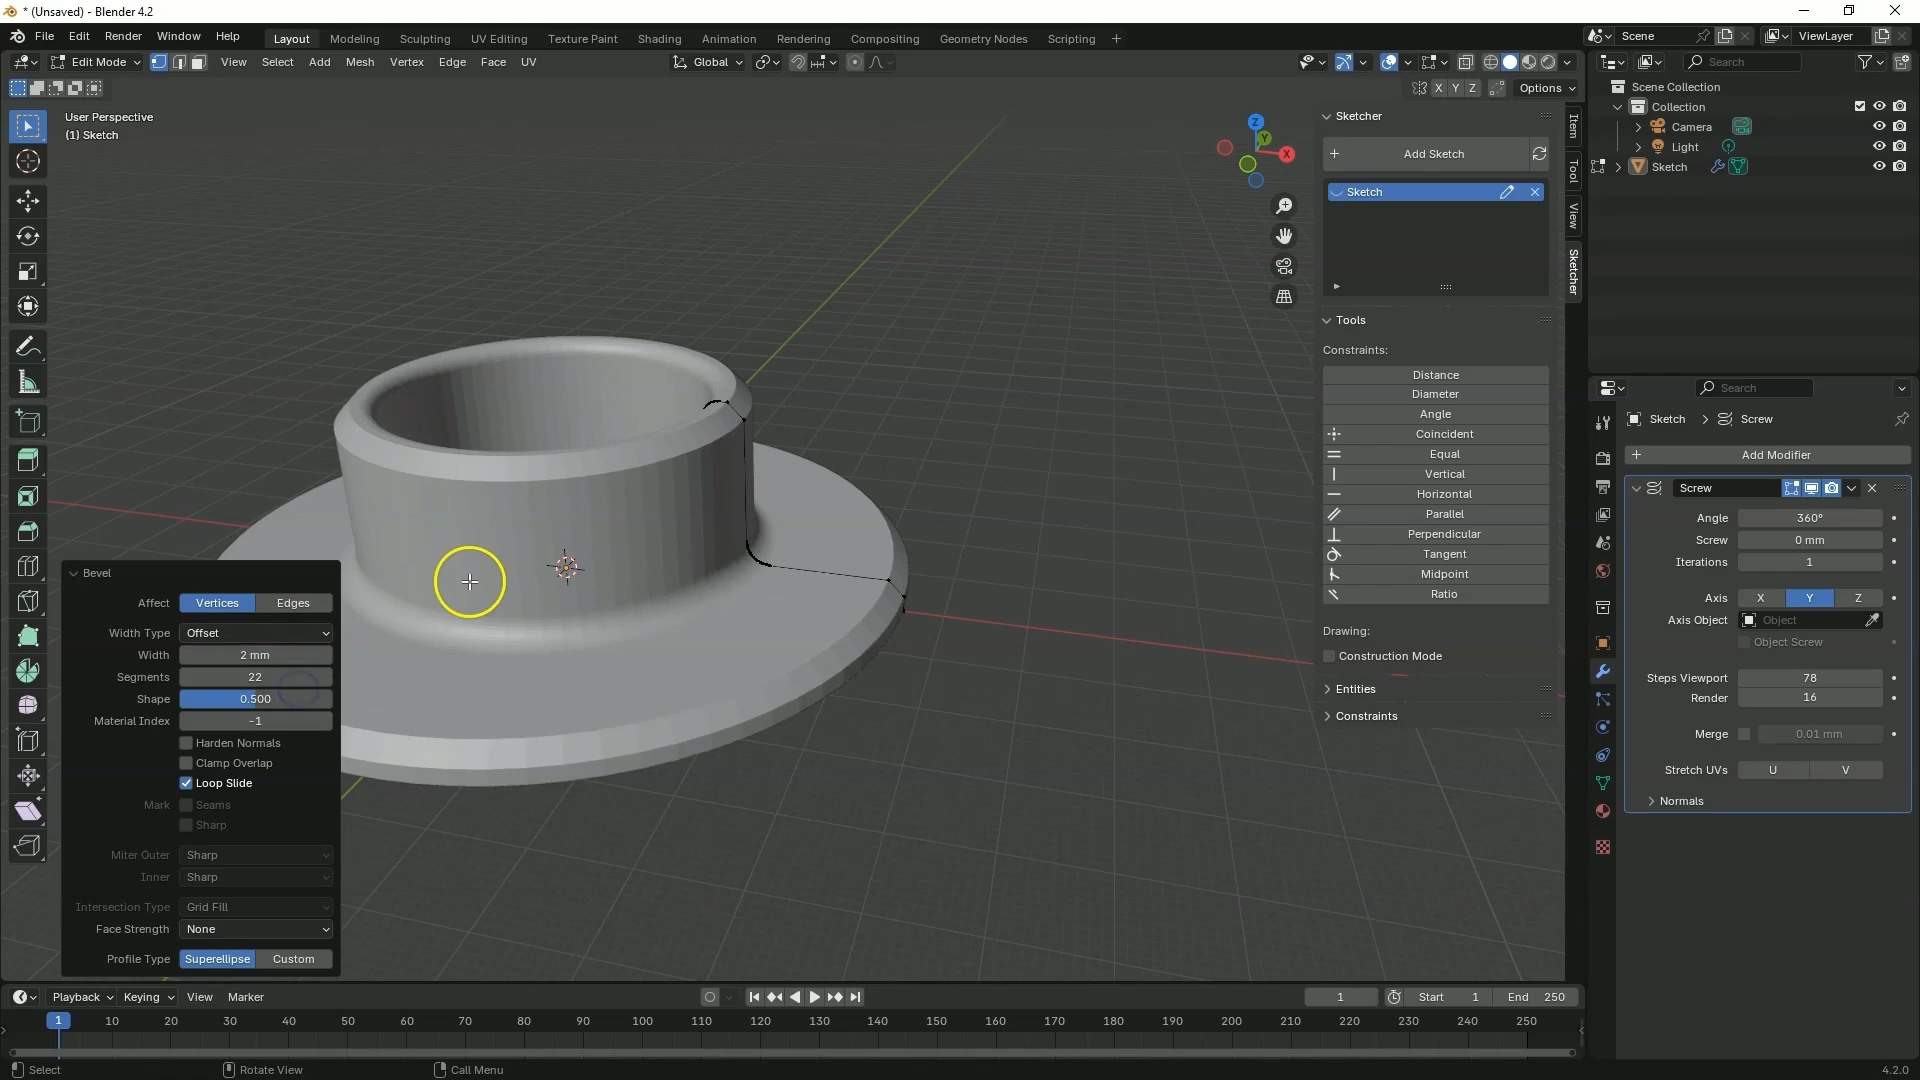 * (Unsaved) - Blender 4.2
File Edit Render Window Help
Layout Modeling Sculpting UV Editing Texture Paint Shading Animation Rendering Compositing Geometry Nodes Scripting +
Scene ViewLayer
Edit Mode View Select Add Mesh Vertex Edge Face UV Global
Search
X Y Z Options
Scene Collection
Collection
Camera
Light
Sketch
User Perspective
(1) Sketch
Z
Y
X
Sketcher
+ Add Sketch
Sketch
Item
Tool
View
Sketcher
Tools
Constraints:
Distance
Diameter
Angle
Coincident
Equal
Vertical
Horizontal
Parallel
Perpendicular
Tangent
Midpoint
Ratio
Drawing:
Construction Mode
Entities
Constraints
Search
Sketch > Screw
+ Add Modifier
Screw
Angle 360°
Screw 0 mm
Iterations 1
Axis X Y Z
Axis Object Object
Object Screw
Steps Viewport 78
Render 16
Merge 0.01 mm
Stretch UVs U V
Normals
Bevel
Affect Vertices Edges
Width Type Offset
Width 2 mm
Segments 22
Shape 0.500
Material Index -1
Harden Normals
Clamp Overlap
Loop Slide
Mark Seams
Sharp
Miter Outer Sharp
Inner Sharp
Intersection Type Grid Fill
Face Strength None
Profile Type Superellipse Custom
Playback Keying View Marker 1 Start 1 End 250
1 10 20 30 40 50 60 70 80 90 100 110 120 130 140 150 160 170 180 190 200 210 220 230 240 250
Select Rotate View Call Menu 4.2.0